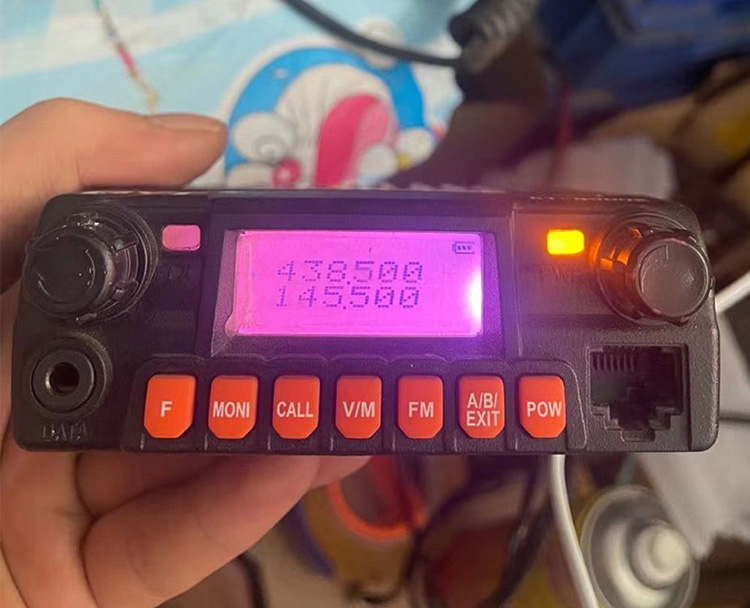 438.500
145.500
F
MONI
CALL
V/M
FM
A/B/
EXIT
POW
DATA